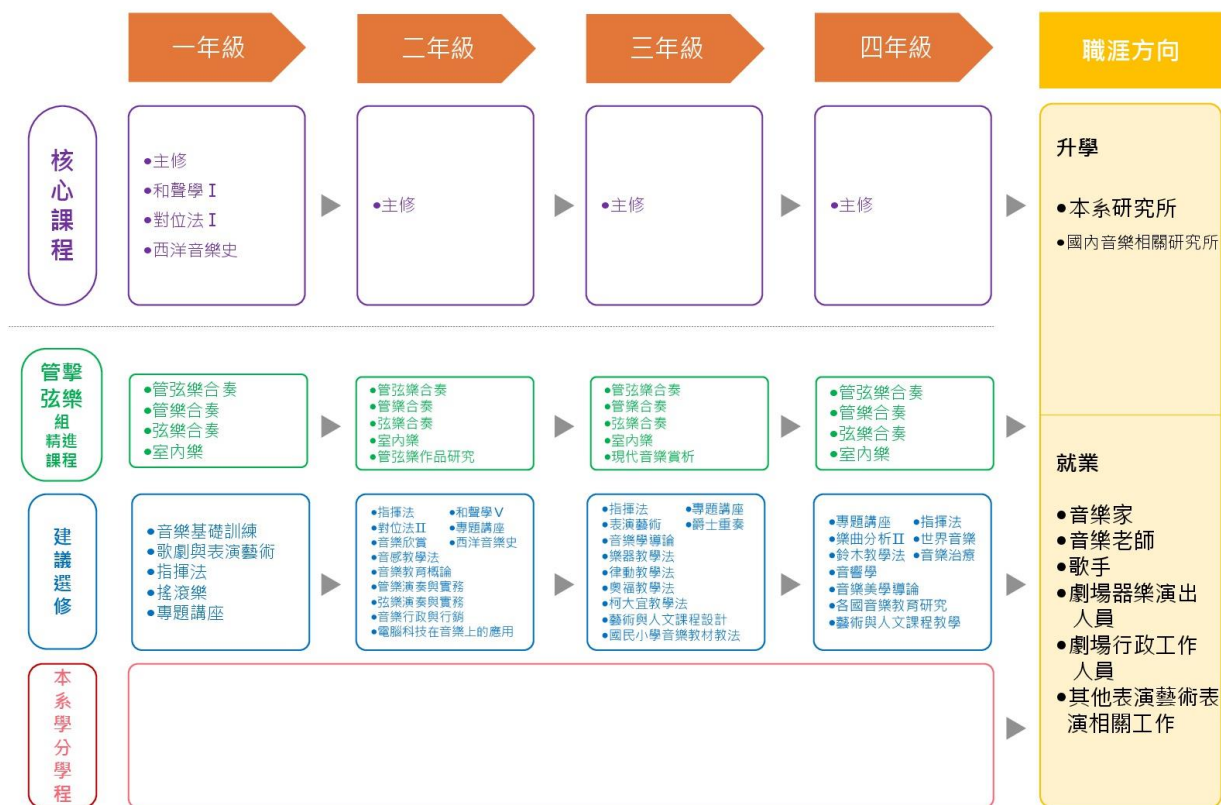 一年級
二年級
三年級
四年級
職涯方向
核心課程
●主修
●和聲學Ⅰ
●對位法Ⅰ
●西洋音樂史
●主修
●主修
●主修
升學
●本系研究所
●國內音樂相關研究所
管擊
弦樂
組
精進
課程
●管弦樂合奏
●管樂合奏
●弦樂合奏
●室內樂
●管弦樂合奏
●管樂合奏
●弦樂合奏
●室內樂
●管弦樂作品研究
●管弦樂合奏
●管樂合奏
●弦樂合奏
●室內樂
●現代音樂賞析
●管弦樂合奏
●管樂合奏
●弦樂合奏
●室內樂
建議選修
●音樂基礎訓練
●歌劇與表演藝術
●指揮法
●搖滾樂
●專題講座
●指揮法 ●和聲學Ⅴ
●對位法Ⅱ ●專題講座
●音樂欣賞 ●西洋音樂史
●音感教學法
●音樂教育概論
●管樂演奏與實務
●弦樂演奏與實務
●音樂行政與行銷
●電腦科技在音樂上的應用
●指揮法 ●專題講座
●表演藝術 ●爵士重奏
●音樂學導論
●樂器教學法
●律動教學法
●奧福教學法
●柯大宜教學法
●藝術與人文課程設計
●國民小學音樂教材教法
●專題講座 ●指揮法
●樂曲分析Ⅱ ●世界音樂
●鈴木教學法 ●音樂治療
●音響學
●音樂美學導論
●各國音樂教育研究
●藝術與人文課程教學
就業
●音樂家
●音樂老師
●歌手
●劇場器樂演出
人員
●劇場行政工作
人員
●其他表演藝術表
演相關工作
本系學分學程